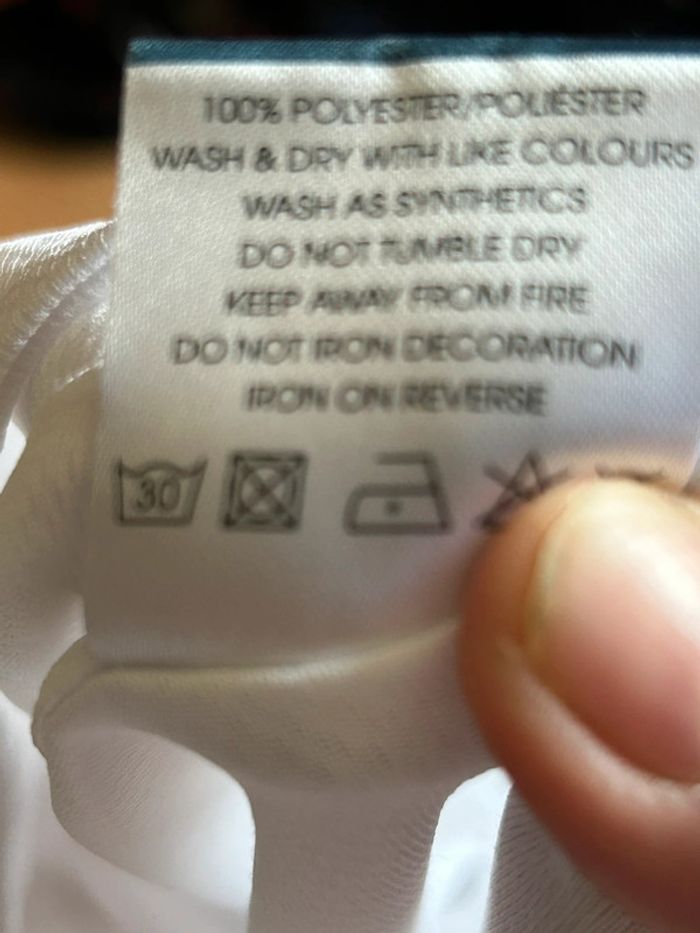 100% POLYESTER/POLIÉSTER
WASH & DRY WITH LIKE COLOURS
WASH AS SYNTHETICS
DO NOT TUMBLE DRY
KEEP AWAY FROM FIRE
DO NOT IRON DECORATION
IRON ON REVERSE
30